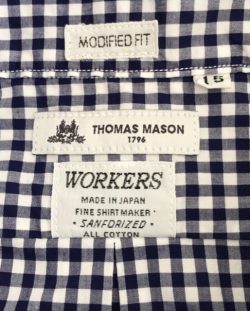 MODIFIED FIT
15
THOMAS MASON
1796
WORKERS
MADE IN JAPAN
FINE SHIRT MAKER
• SANFORIZED •
ALL COTTON